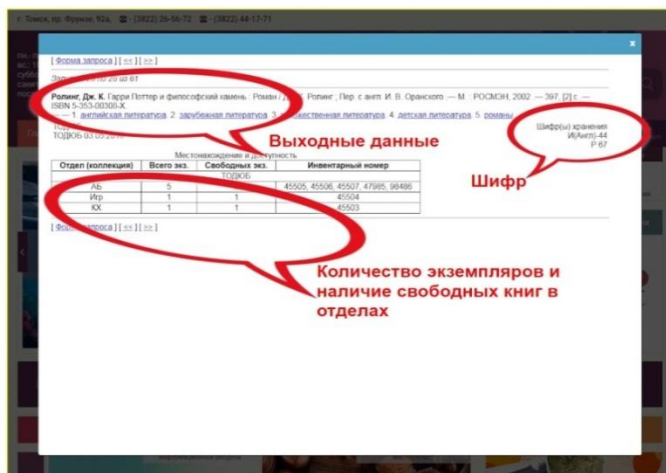 г. Томск, пр. Фрунзе, 92а, ☎ - (3822) 26-56-72 ☎ - (3822) 44-17-71
x
[ Форма запроса ] [ << ] [ >> ]
Ролинг, Дж. К. Гарри Поттер и философский камень : Роман / Дж. К. Ролинг ; Пер. с англ. И. В. Оранского. — М. : РОСМЭН, 2002. — 397, [2] с. —
ISBN 5-353-00308-X.
1. английская литература. 2. зарубежная литература. 3. художественная литература. 4. детская литература. 5. романы
Шифр(ы) хранения
И(Англ)-44
Р 67
Выходные данные
Шифр
Местонахождение и доступность
Отдел (коллекция) Всего экз. Свободных экз. Инвентарный номер
ТОДЮБ
АБ 5 45505, 45506, 45507, 47985, 98486
Игр 1 1 45504
КХ 1 1 45503
[ Форма запроса ] [ << ] [ >> ]
Количество экземпляров и
наличие свободных книг в
отделах